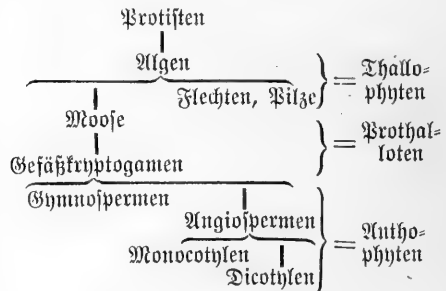 Protiſten
Algen
Flechten, Pilze
= Thallo=
phyten
Mooſe
Gefäßkryptogamen
= Prothal=
loten
Gymnoſpermen
Angioſpermen
Monocotylen
Dicotylen
= Antho=
phyten